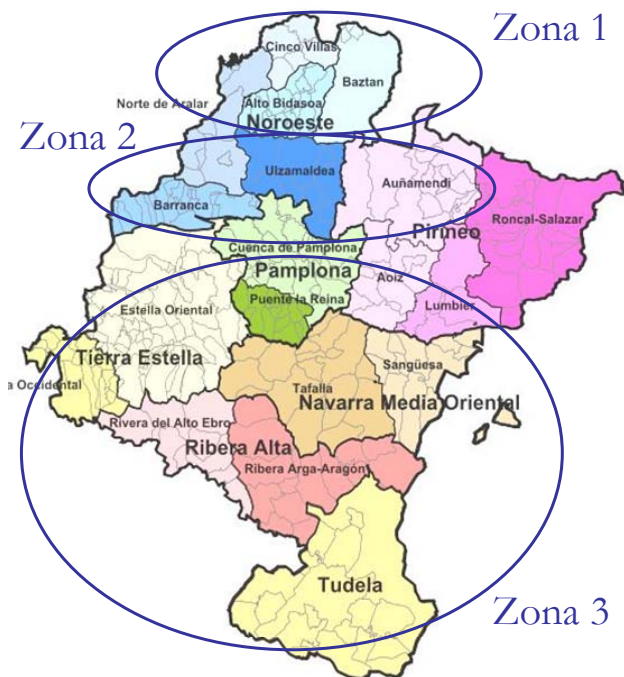 Zona 1
Cinco Villas
Baztan
Norte de Aralar
Alto Bidasoa
Noroeste
Zona 2
Ulzamaldea
Auñamendi
Barranca
Roncal-Salazar
Pirineo
Cuenca de Pamplona
Pamplona
Aoiz
Puente la Reina
Lumbier
Estella Oriental
Tierra Estella
Sangüesa
a Occidental
Tafalla
Navarra Media Oriental
Rivera del Alto Ebro
Ribera Alta
Ribera Arga-Aragón
Tudela
Zona 3